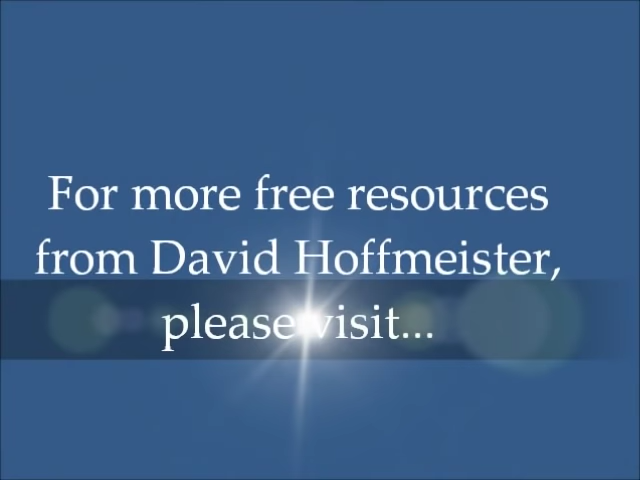 For more free resources
from David Hoffmeister,
please visit...